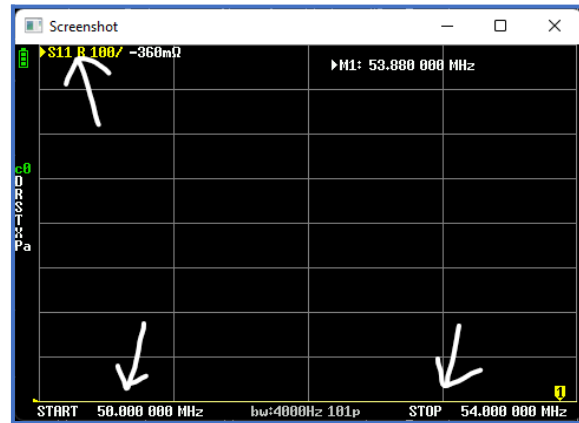 Screenshot
S11 R 100/ -360mΩ
M1: 53.880 000 MHz
c0
D
R
S
T
X
Pa
1
START 50.000 000 MHz bw:4000Hz 101p STOP 54.000 000 MHz